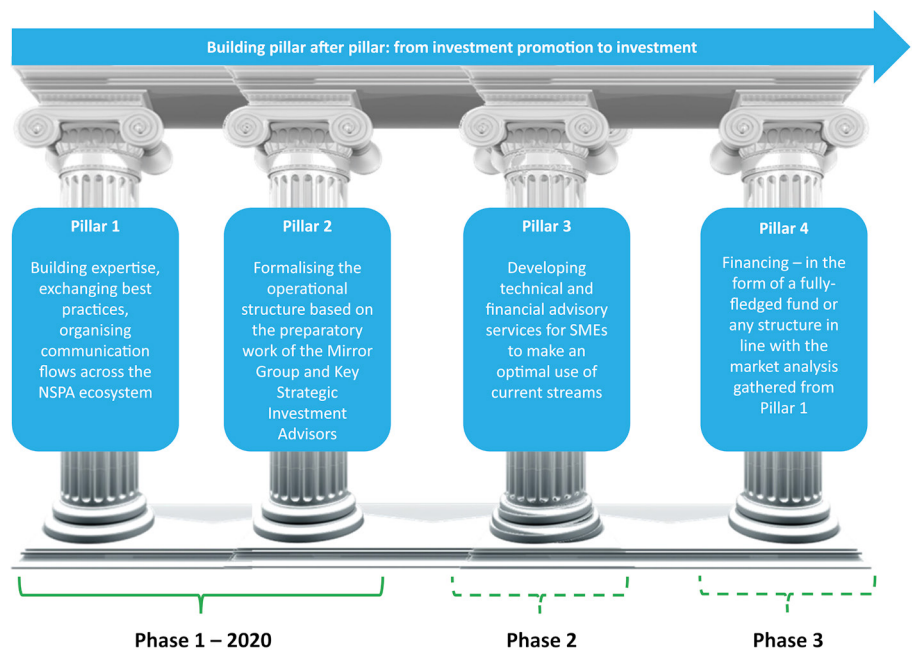 Building pillar after pillar: from investment promotion to investment
Pillar 1
Building expertise,
exchanging best
practices,
organising
communication
flows across the
NSPA ecosystem
Pillar 2
Formalising the
operational
structure based on
the preparatory
work of the Mirror
Group and Key
Strategic
Investment
Advisors
Pillar 3
Developing
technical and
financial advisory
services for SMEs
to make an
optimal use of
current streams
Pillar 4
Financing – in the
form of a fully-
fledged fund or
any structure in
line with the
market analysis
gathered from
Pillar 1
Phase 1 – 2020
Phase 2
Phase 3